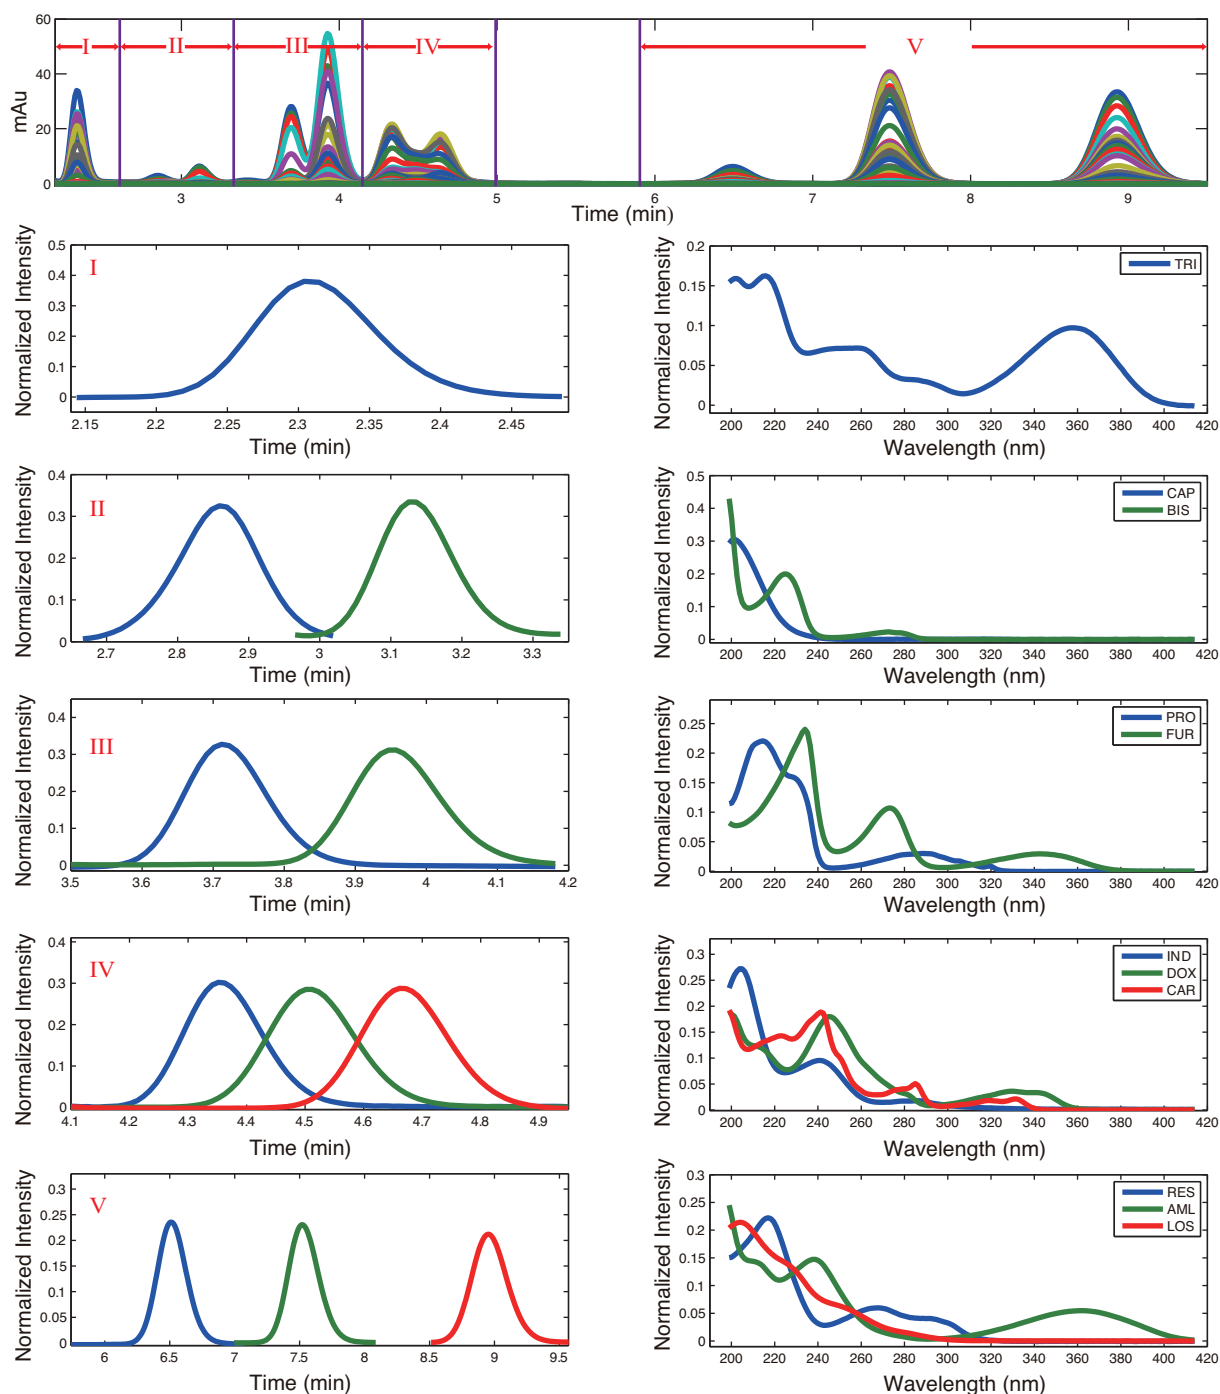 60
40
20
0
mAu
I
II
III
IV
V
3
4
5
6
7
8
9
Time (min)
Normalized Intensity
0.5
0.4
0.3
0.2
0.1
0
I
2.15
2.2
2.25
2.3
2.35
2.4
2.45
Time (min)
Normalized Intensity
0.2
0.15
0.1
0.05
0
TRI
200 220 240 260 280 300 320 340 360 380 400 420
Wavelength (nm)
Normalized Intensity
0.4
0.3
0.2
0.1
0
II
2.7
2.8
2.9
3
3.1
3.2
3.3
Time (min)
Normalized Intensity
0.5
0.4
0.3
0.2
0.1
0
CAP
BIS
200 220 240 260 280 300 320 340 360 380 400 420
Wavelength (nm)
Normalized Intensity
0.4
0.3
0.2
0.1
0
III
3.5
3.6
3.7
3.8
3.9
4
4.1
4.2
Time (min)
Normalized Intensity
0.25
0.2
0.15
0.1
0.05
0
PRO
FUR
200 220 240 260 280 300 320 340 360 380 400 420
Wavelength (nm)
Normalized Intensity
0.4
0.3
0.2
0.1
0
IV
4.1
4.2
4.3
4.4
4.5
4.6
4.7
4.8
4.9
Time (min)
Normalized Intensity
0.3
0.25
0.2
0.15
0.1
0.05
0
IND
DOX
CAR
200 220 240 260 280 300 320 340 360 380 400 420
Wavelength (nm)
Normalized Intensity
0.3
0.25
0.2
0.15
0.1
0.05
0
V
6
6.5
7
7.5
8
8.5
9
9.5
Time (min)
Normalized Intensity
0.3
0.25
0.2
0.15
0.1
0.05
0
RES
AML
LOS
200 220 240 260 280 300 320 340 360 380 400 420
Wavelength (nm)